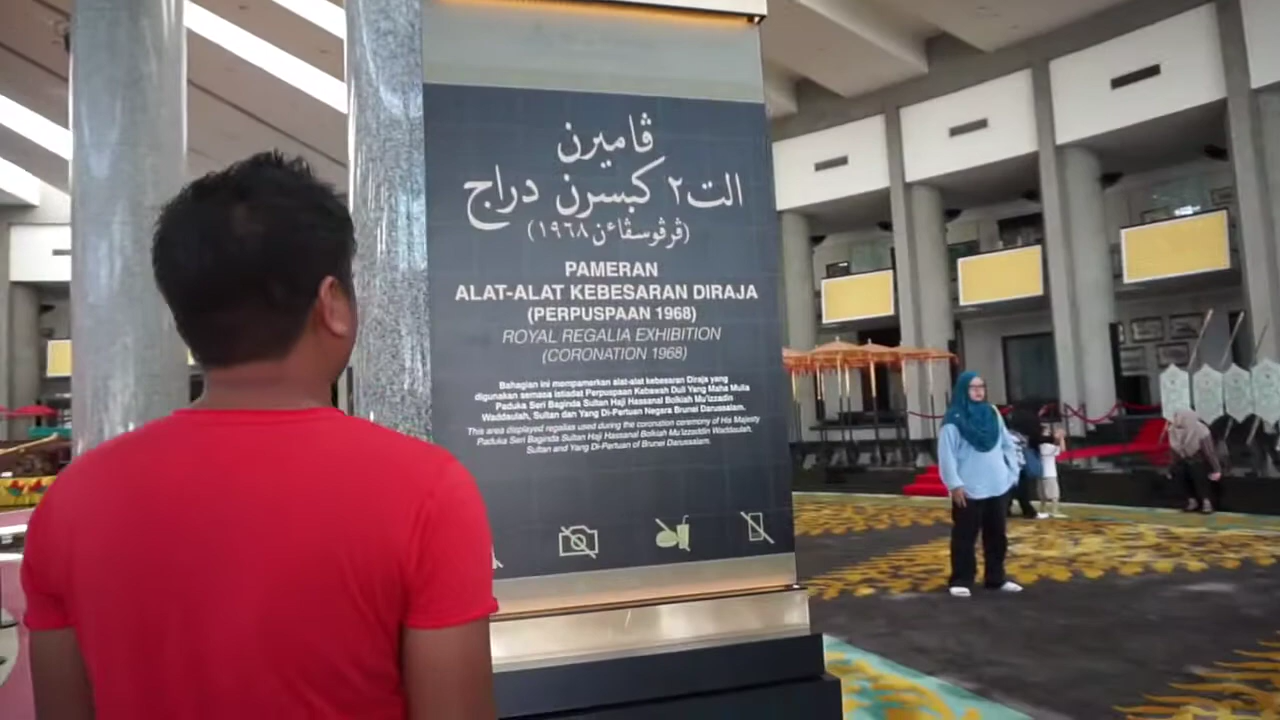 ڤاميرن
الت٢ كبسرن دراج
(ڤرڤوسڤاءن ١٩٦٨)
PAMERAN
ALAT-ALAT KEBESARAN DIRAJA
(PERPUSPAAN 1968)
ROYAL REGALIA EXHIBITION
(CORONATION 1968)
Bahagian ini mempamerkan alat-alat kebesaran Diraja yang
digunakan semasa Istiadat Perpuspaan Kebawah Duli Yang Maha Mulia
Paduka Seri Baginda Sultan Haji Hassanal Bolkiah Mu'izzaddin
Waddaulah, Sultan dan Yang Di-Pertuan Negara Brunei Darussalam.
This area displayed regalias used during the coronation ceremony of His Majesty
Paduka Seri Baginda Sultan Haji Hassanal Bolkiah Mu'izzaddin Waddaulah,
Sultan and Yang Di-Pertuan of Brunei Darussalam.